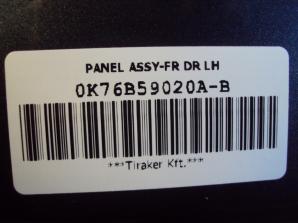 PANEL ASSY-FR DR LH
0K76B59020A-B
***Tiraker Kft.***